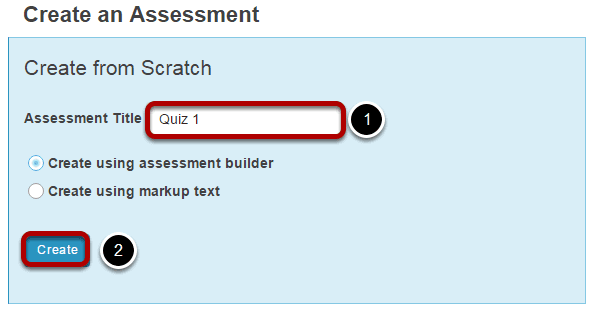 Create an Assessment
Create from Scratch
Assessment Title Quiz 1 1
Create using assessment builder
Create using markup text
Create 2